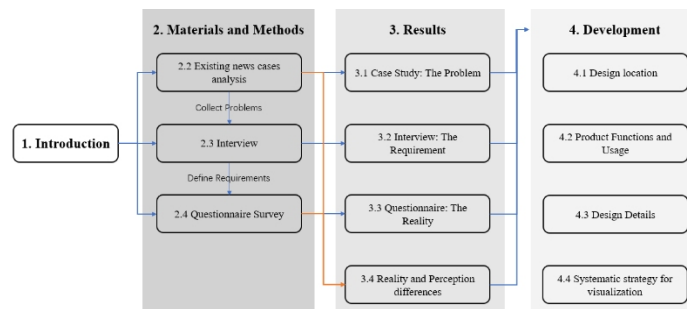 1. Introduction
2. Materials and Methods
2.2 Existing news cases
analysis
Collect Problems
2.3 Interview
Define Requirements
2.4 Questionnaire Survey
3. Results
3.1 Case Study: The Problem
3.2 Interview: The
Requirement
3.3 Questionnaire: The
Reality
3.4 Reality and Perception
differences
4. Development
4.1 Design location
4.2 Product Functions and
Usage
4.3 Design Details
4.4 Systematic strategy for
visualization